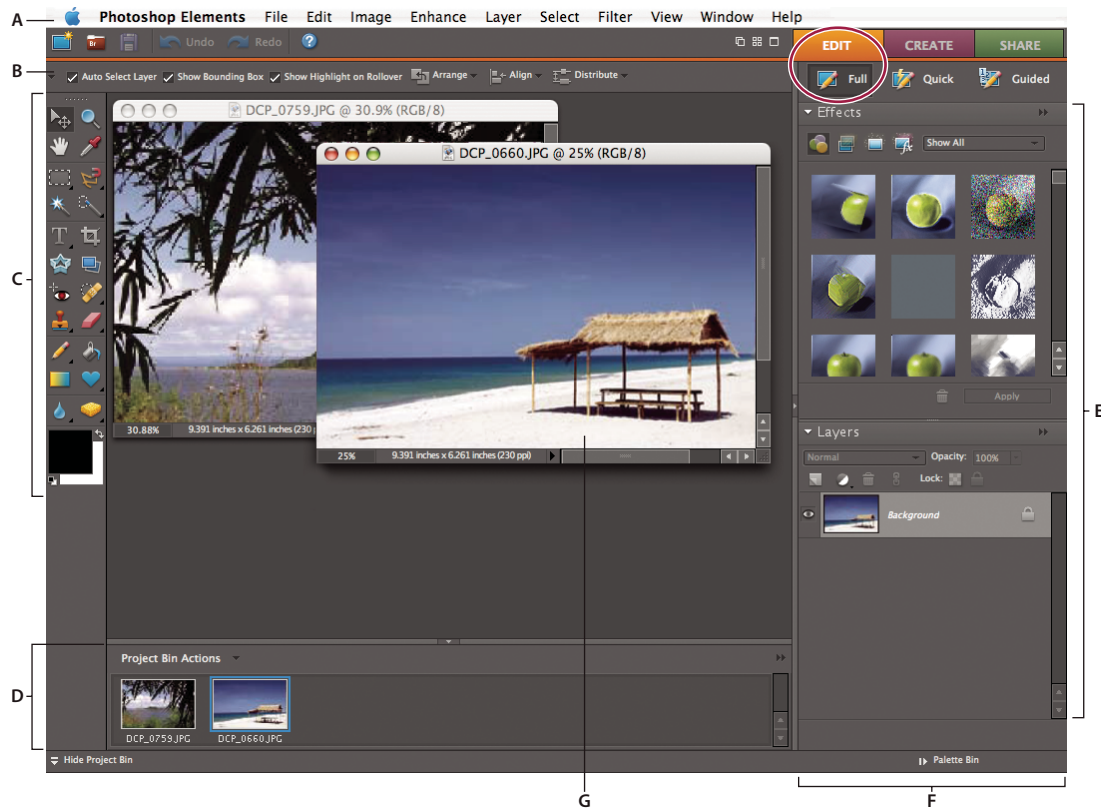 A
Photoshop Elements File Edit Image Enhance Layer Select Filter View Window Help
Br Undo Redo ? EDIT CREATE SHARE
B Auto Select Layer Show Bounding Box Show Highlight on Rollover Arrange Align Distribute Full Quick Guided
C
DCP_0759.JPG @ 30.9% (RGB/8)
DCP_0660.JPG @ 25% (RGB/8)
30.88% 9.391 inches x 6.261 inches (230
25% 9.391 inches x 6.261 inches (230 ppi)
T
Effects
fx Show All
Apply
E
Layers
Normal Opacity: 100%
Lock:
Background
D
Project Bin Actions
DCP_0759.JPG DCP_0660.JPG
Hide Project Bin Palette Bin
G F